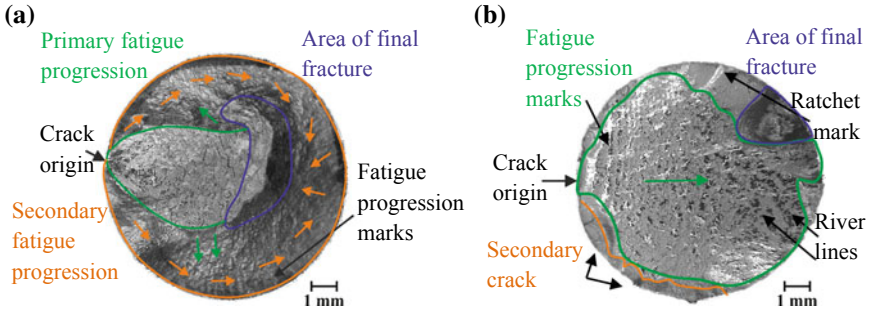 (a)
Primary fatigue
progression
Area of final
fracture
Crack
origin
Secondary
fatigue
progression
Fatigue
progression
marks
1 mm
(b)
Fatigue
progression
marks
Area of final
fracture
Ratchet
mark
Crack
origin
River
lines
Secondary
crack
1 mm